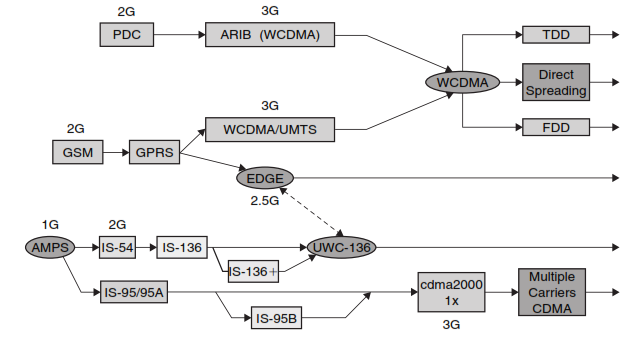 2G
3G
PDC
ARIB (WCDMA)
TDD
WCDMA
Direct
Spreading
3G
2G
WCDMA/UMTS
FDD
GSM
GPRS
EDGE
2.5G
1G
2G
AMPS
IS-54
IS-136
UWC-136
IS-136+
IS-95/95A
cdma2000
1x
Multiple
Carriers
CDMA
IS-95B
3G